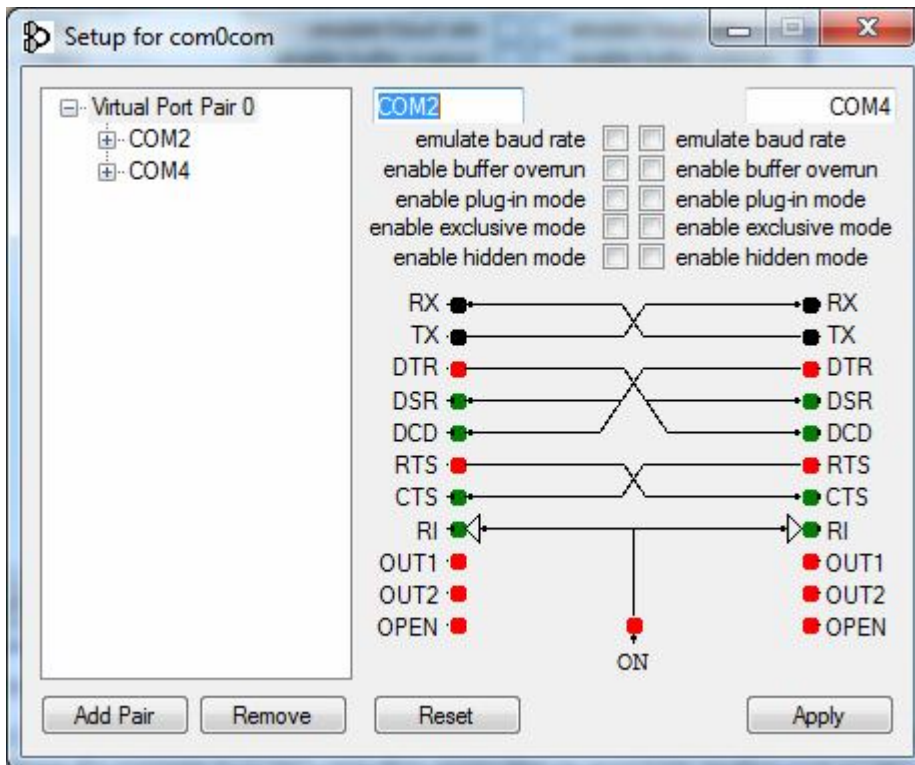 Setup for com0com
Virtual Port Pair 0
COM2
COM4
COM2 COM4
emulate baud rate emulate baud rate
enable buffer overrun enable buffer overrun
enable plug-in mode enable plug-in mode
enable exclusive mode enable exclusive mode
enable hidden mode enable hidden mode
RX RX
TX TX
DTR DTR
DSR DSR
DCD DCD
RTS RTS
CTS CTS
RI RI
OUT1 OUT1
OUT2 OUT2
OPEN OPEN
ON
Add Pair Remove Reset Apply